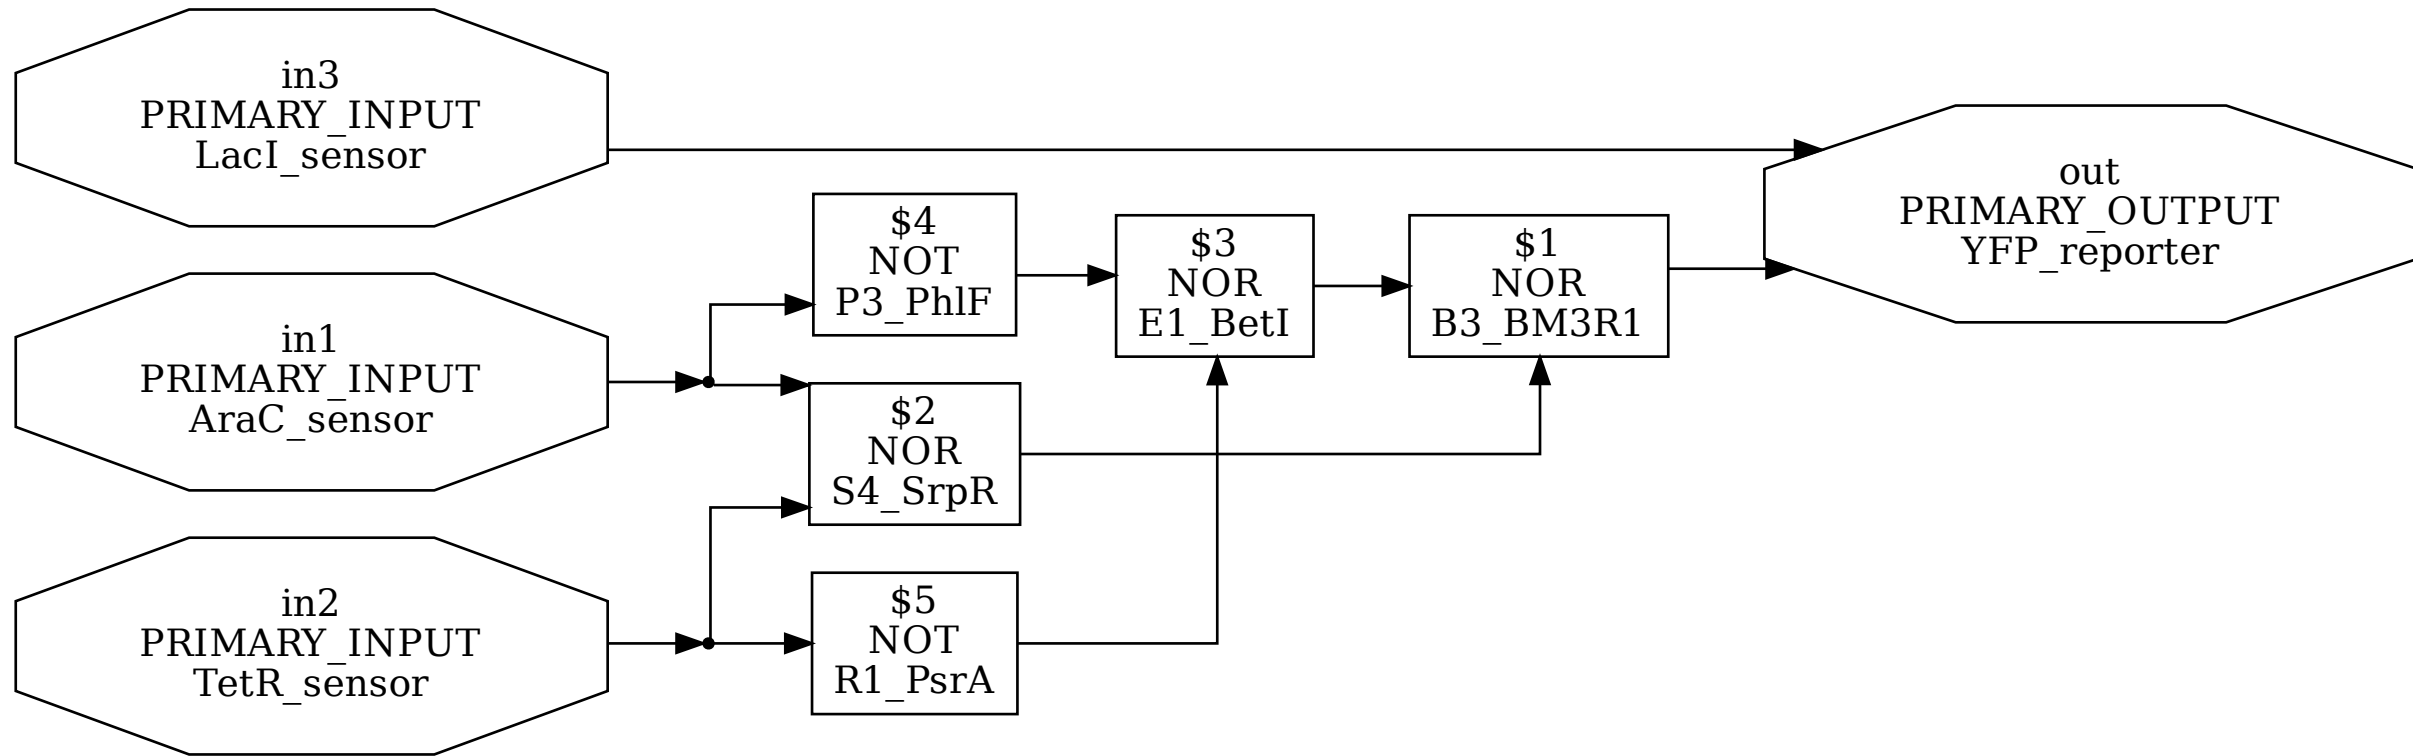 in3
PRIMARY_INPUT
LacI_sensor
in1
PRIMARY_INPUT
AraC_sensor
in2
PRIMARY_INPUT
TetR_sensor
$4
NOT
P3_PhlF
$2
NOR
S4_SrpR
$5
NOT
R1_PsrA
$3
NOR
E1_BetI
$1
NOR
B3_BM3R1
out
PRIMARY_OUTPUT
YFP_reporter